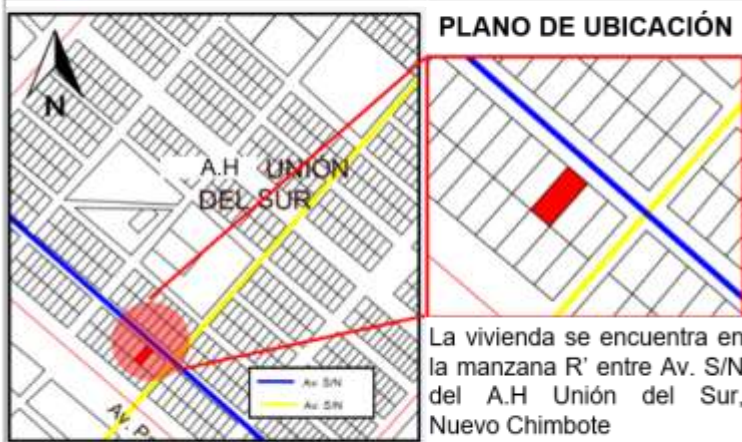 PLANO DE UBICACIÓN
N
A.H UNIÓN
DEL SUR
Av. S/N
Av. S/N
La vivienda se encuentra en
la manzana R’ entre Av. S/N
del A.H Unión del Sur,
Nuevo Chimbote